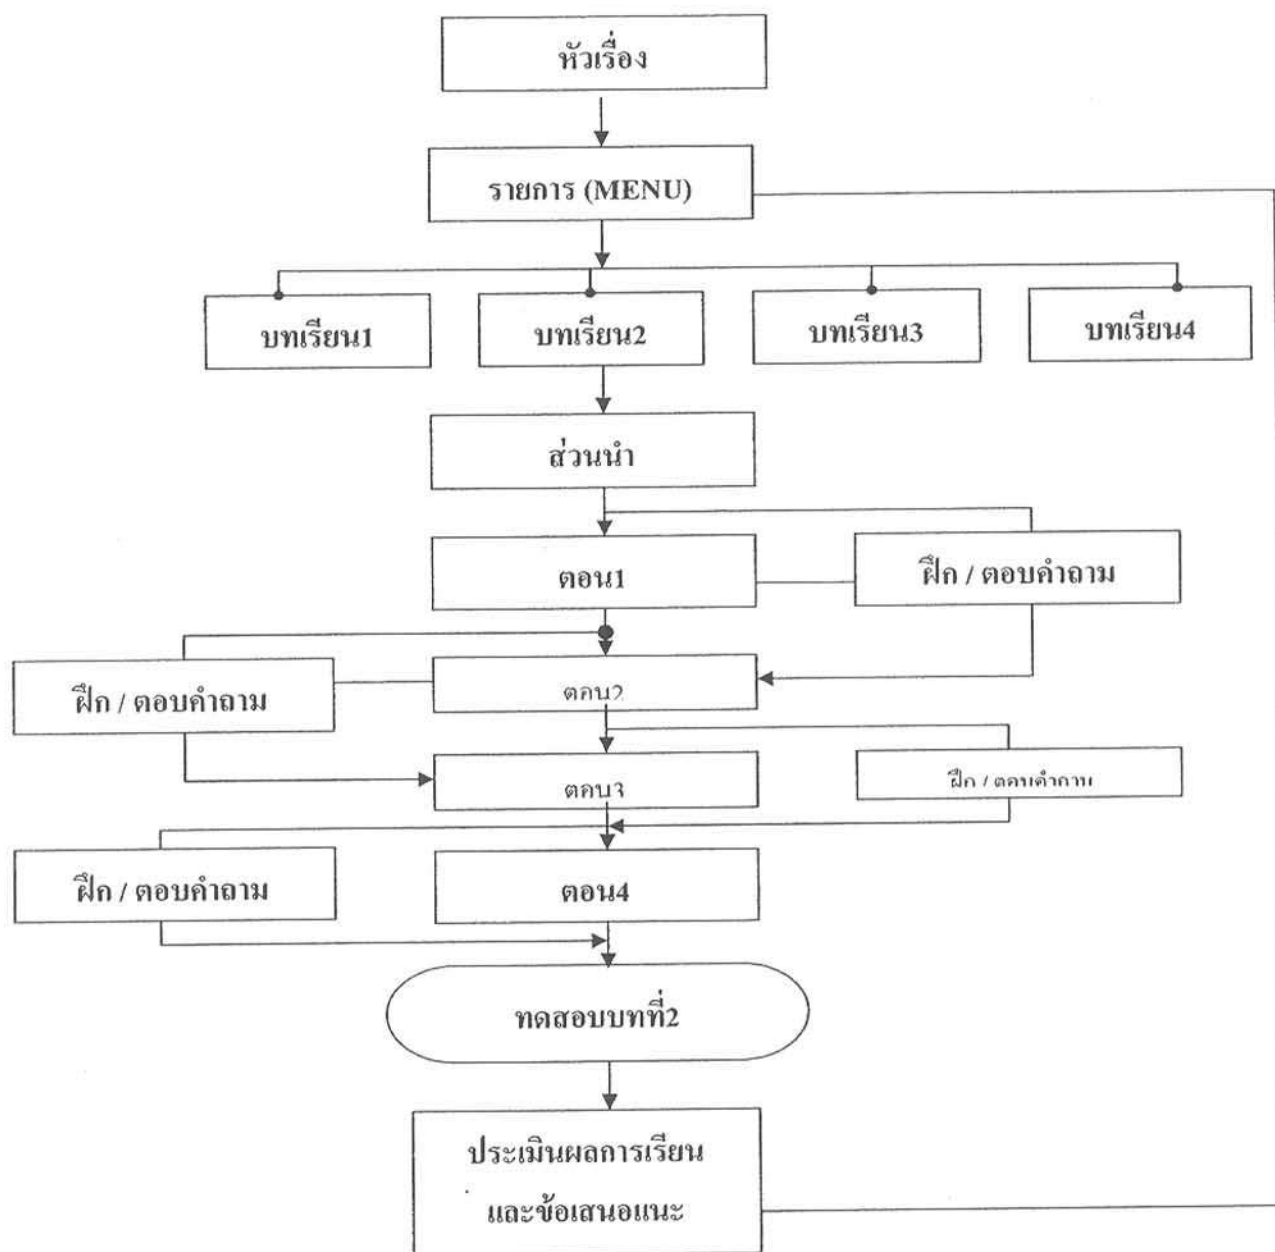 หัวเรื่อง
รายการ (MENU)
บทเรียน1
บทเรียน2
บทเรียน3
บทเรียน4
ส่วนนำ
ตอน1
ฝึก / ตอบคำถาม
ฝึก / ตอบคำถาม
ตอน2
ตอน3
ฝึก / ตอบคำถาม
ฝึก / ตอบคำถาม
ตอน4
ทดสอบบทที่2
ประเมินผลการเรียน
และข้อเสนอแนะ